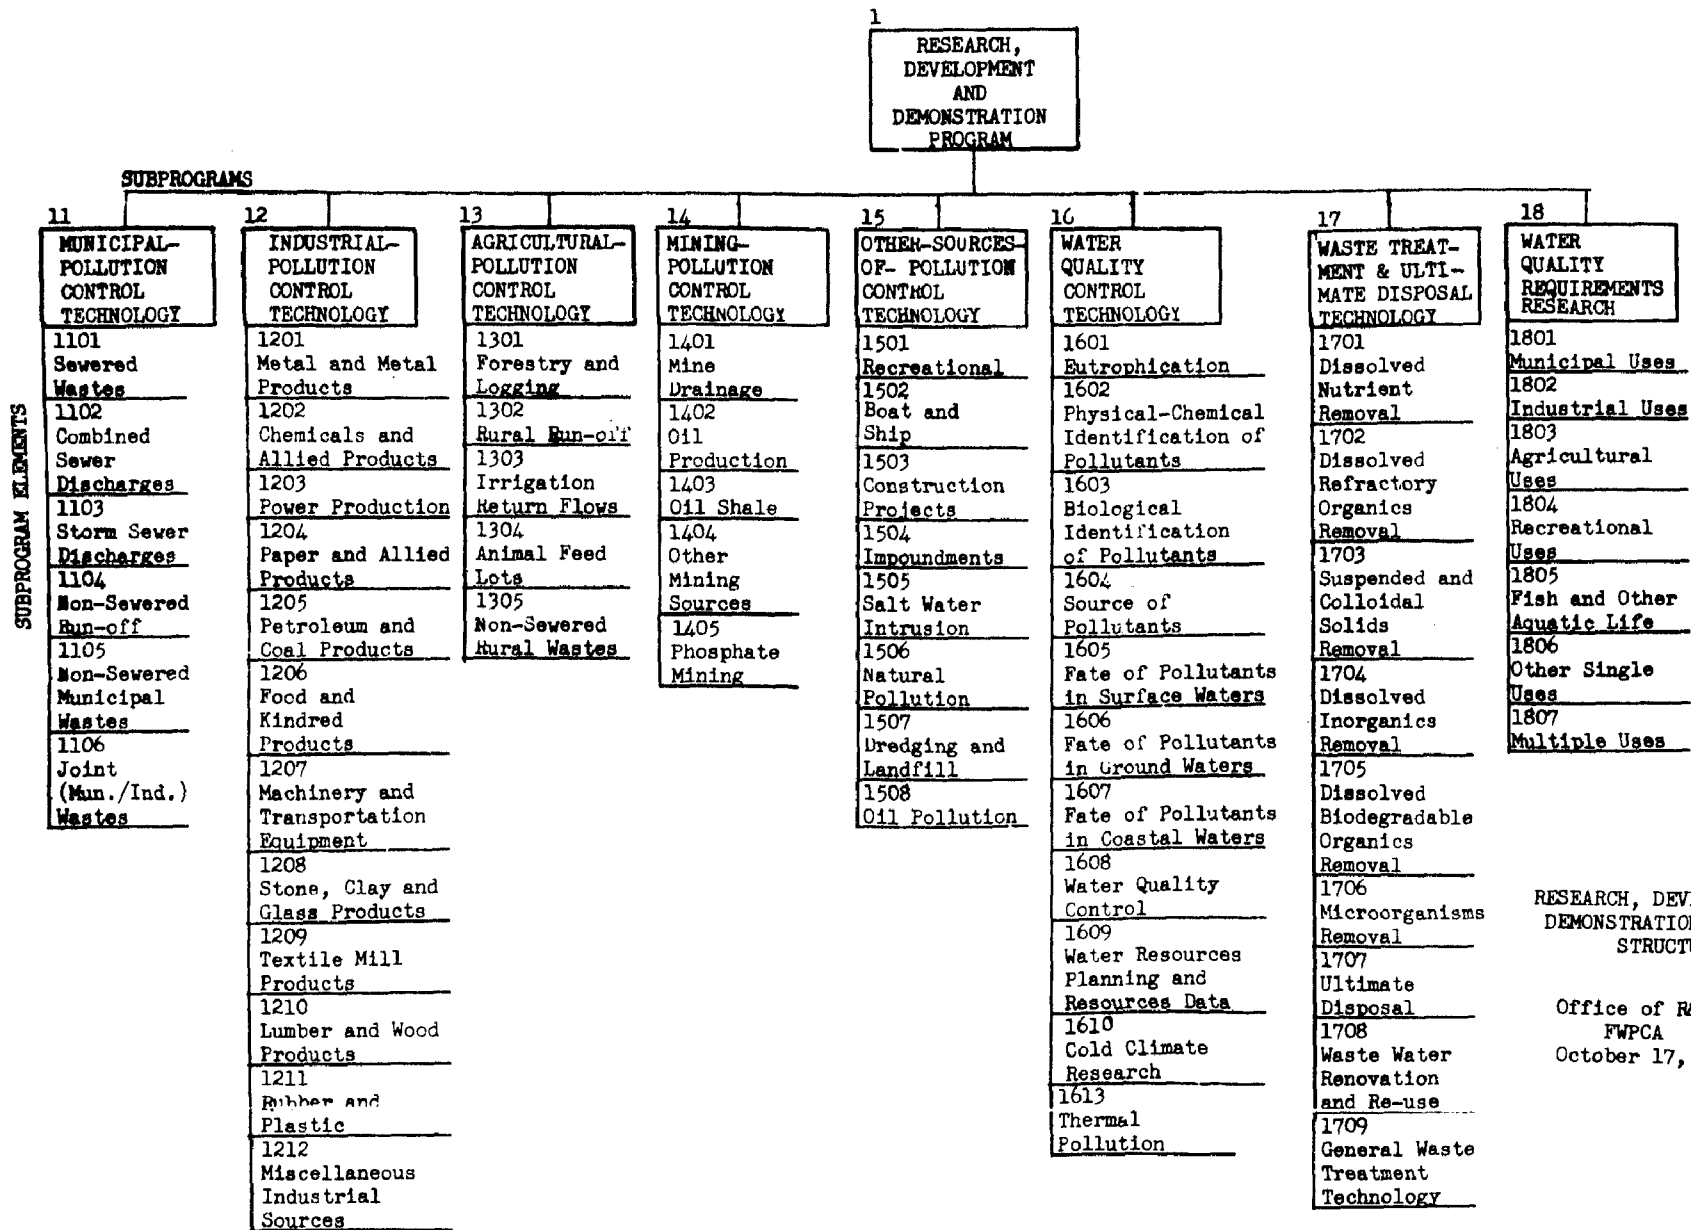 1
RESEARCH,
DEVELOPMENT
AND
DEMONSTRATION
PROGRAM
SUBPROGRAMS
SUBPROGRAM ELEMENTS
11
MUNICIPAL-
POLLUTION
CONTROL
TECHNOLOGY
1101
Sewered
Wastes
1102
Combined
Sewer
Discharges
1103
Storm Sewer
Discharges
1104
Non-Sewered
Run-off
1105
Non-Sewered
Municipal
Wastes
1106
Joint
(Mun./Ind.)
Wastes
12
INDUSTRIAL-
POLLUTION
CONTROL
TECHNOLOGY
1201
Metal and Metal
Products
1202
Chemicals and
Allied Products
1203
Power Production
1204
Paper and Allied
Products
1205
Petroleum and
Coal Products
1206
Food and
Kindred
Products
1207
Machinery and
Transportation
Equipment
1208
Stone, Clay and
Glass Products
1209
Textile Mill
Products
1210
Lumber and Wood
Products
1211
Rubber and
Plastic
1212
Miscellaneous
Industrial
Sources
13
AGRICULTURAL-
POLLUTION
CONTROL
TECHNOLOGY
1301
Forestry and
Logging
1302
Rural Run-off
1303
Irrigation
Return Flows
1304
Animal Feed
Lots
1305
Non-Sewered
Rural Wastes
14
MINING-
POLLUTION
CONTROL
TECHNOLOGY
1401
Mine
Drainage
1402
Oil
Production
1403
Oil Shale
1404
Other
Mining
Sources
1405
Phosphate
Mining
15
OTHER-SOURCES-
OF- POLLUTION
CONTROL
TECHNOLOGY
1501
Recreational
1502
Boat and
Ship
1503
Construction
Projects
1504
Impoundments
1505
Salt Water
Intrusion
1506
Natural
Pollution
1507
Dredging and
Landfill
1508
Oil Pollution
16
WATER
QUALITY
CONTROL
TECHNOLOGY
1601
Eutrophication
1602
Physical-Chemical
Identification of
Pollutants
1603
Biological
Identification
of Pollutants
1604
Source of
Pollutants
1605
Fate of Pollutants
in Surface Waters
1606
Fate of Pollutants
in Ground Waters
1607
Fate of Pollutants
in Coastal Waters
1608
Water Quality
Control
1609
Water Resources
Planning and
Resources Data
1610
Cold Climate
Research
1613
Thermal
Pollution
17
WASTE TREAT-
MENT & ULTI-
MATE DISPOSAL
TECHNOLOGY
1701
Dissolved
Nutrient
Removal
1702
Dissolved
Refractory
Organics
Removal
1703
Suspended and
Colloidal
Solids
Removal
1704
Dissolved
Inorganics
Removal
1705
Dissolved
Biodegradable
Organics
Removal
1706
Microorganisms
Removal
1707
Ultimate
Disposal
1708
Waste Water
Renovation
and Re-use
1709
General Waste
Treatment
Technology
18
WATER
QUALITY
REQUIREMENTS
RESEARCH
1801
Municipal Uses
1802
Industrial Uses
1803
Agricultural
Uses
1804
Recreational
Uses
1805
Fish and Other
Aquatic Life
1806
Other Single
Uses
1807
Multiple Uses
RESEARCH,
Office of
FWPCA
October 17,